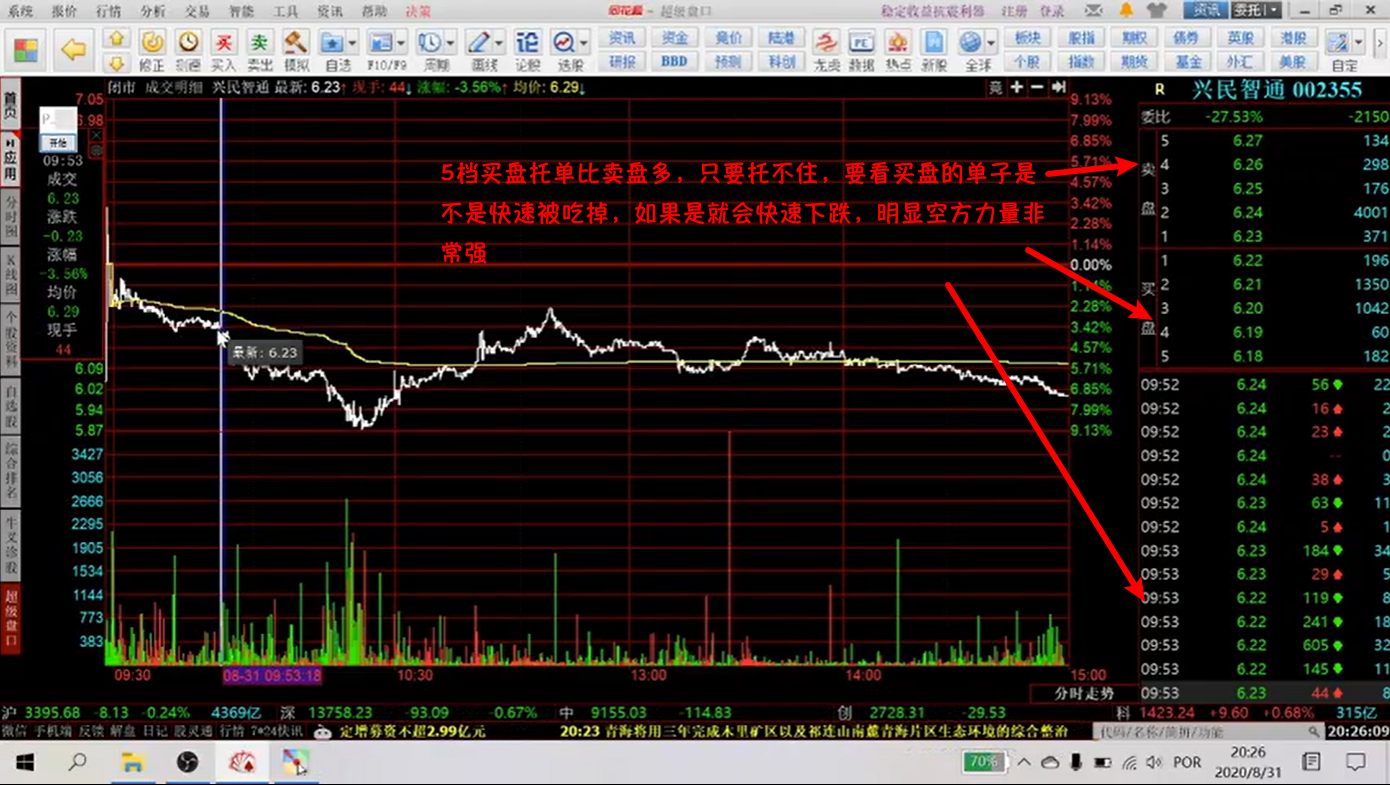 系统 报价 行情 分析 交易 智能 工具 资讯 帮助 决策 同花顺 - 超级盘口 稳定收益抗震利器 注册 登录 资讯 委托
修正 买入 卖出 模拟 自选 F10/F9 周期 画线 论股 选股 资讯 资金 竞价 陆港 数据 热点 新股 全球 板块 股指 期权 债券 英股 港股 自定
研报 BBD 预测 科创 个股 指数 期货 基金 外汇 美股
闭市 成交明细 兴民智通 最新: 6.23↑ 现手: 44↓ 涨幅: -3.56%↑ 均价: 6.29↓
竞
R 兴民智通 002355
委比 -27.53% -2150
首页
应用
分时图
K线图
个股资料
自选股
综合排名
牛叉诊股
超级盘口
开始
09:53
成交
6.23
涨跌
-0.23
涨幅
-3.56%
均价
6.29
现手
44
7.05
6.09
6.02
5.94
5.87
3427
3056
2666
2295
1905
1534
1144
773
383
5档买盘托单比卖盘多，只要托不住，要看买盘的单子是
不是快速被吃掉，如果是就会快速下跌，明显空方力量非
常强
最新: 6.23
9.13%
7.99%
6.85%
5.71%
4.57%
3.42%
2.28%
1.14%
0.00%
1.14%
2.28%
3.42%
4.57%
5.71%
6.85%
7.99%
9.13%
卖盘
5 6.27 134
4 6.26 298
3 6.25 176
2 6.24 4001
1 6.23 371
买盘
1 6.22 196
2 6.21 1350
3 6.20 1042
4 6.19 60
5 6.18 182
09:52 6.24 56 22
09:52 6.24 16 2
09:52 6.24 23 2
09:52 6.24 -- 0
09:52 6.24 38 3
09:52 6.23 63 11
09:52 6.24 5 1
09:53 6.23 184 34
09:53 6.23 29 5
09:53 6.22 119 8
09:53 6.22 241 18
09:53 6.22 605 32
09:53 6.22 145 11
09:53 6.23 44 8
09:30 08-31 09:53:18 10:30 13:00 14:00 15:00
分时走势
沪 3395.68 -8.13 -0.24% 4369亿 深 13758.23 -93.09 -0.67% 中 9155.03 -114.83 创 2728.31 -29.53 科 1423.24 +9.60 +0.68% 315亿
微信 手机端 反馈 解盘 日记 股灵通 行情 7*24快讯 定增募资不超2.99亿元 20:23 青海将用三年完成木里矿区以及祁连山南麓青海片区生态环境的综合整治 代码/名称/简拼/功能 20:26:09
70% POR 20:26
2020/8/31